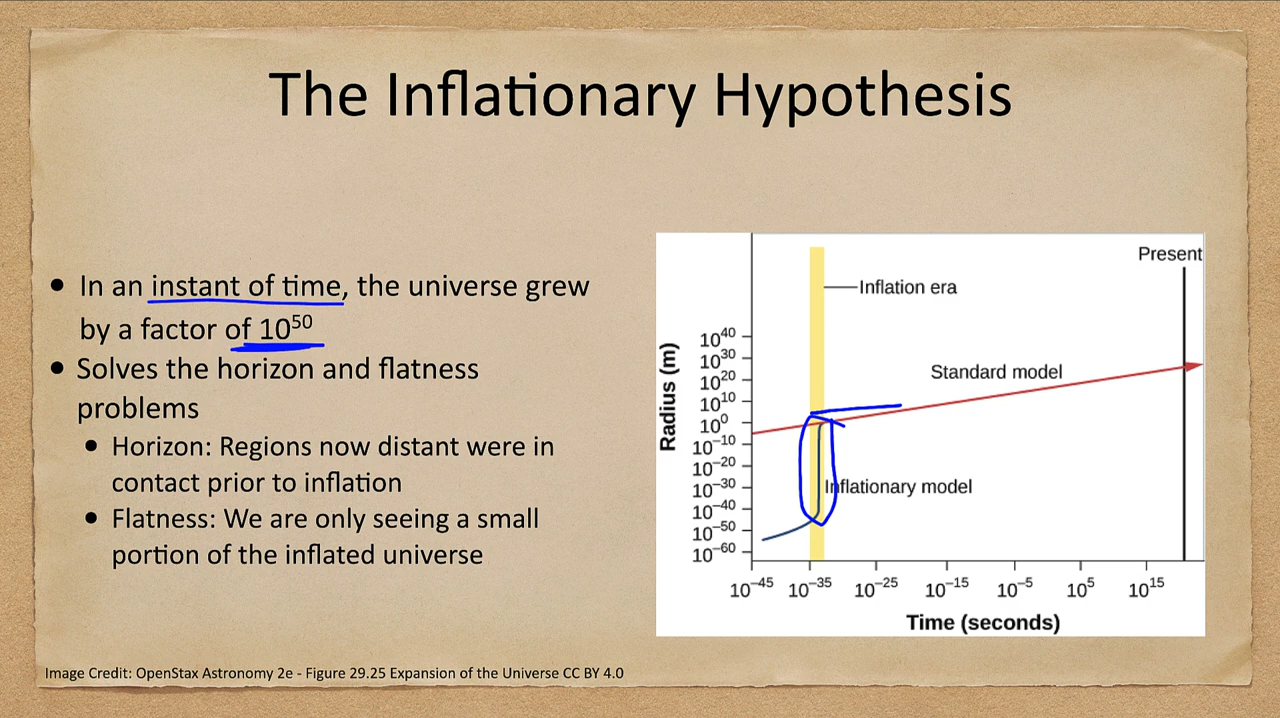 The Inflationary Hypothesis
• In an instant of time, the universe grew
by a factor of 10⁵⁰
• Solves the horizon and flatness
problems
• Horizon: Regions now distant were in
contact prior to inflation
• Flatness: We are only seeing a small
portion of the inflated universe
Present
Inflation era
Standard model
Inflationary model
Radius (m)
10⁴⁰
10³⁰
10²⁰
10¹⁰
10⁰
10⁻¹⁰
10⁻²⁰
10⁻³⁰
10⁻⁴⁰
10⁻⁵⁰
10⁻⁶⁰
10⁻⁴⁵ 10⁻³⁵ 10⁻²⁵ 10⁻¹⁵ 10⁻⁵ 10⁵ 10¹⁵
Time (seconds)
Image Credit: OpenStax Astronomy 2e - Figure 29.25 Expansion of the Universe CC BY 4.0